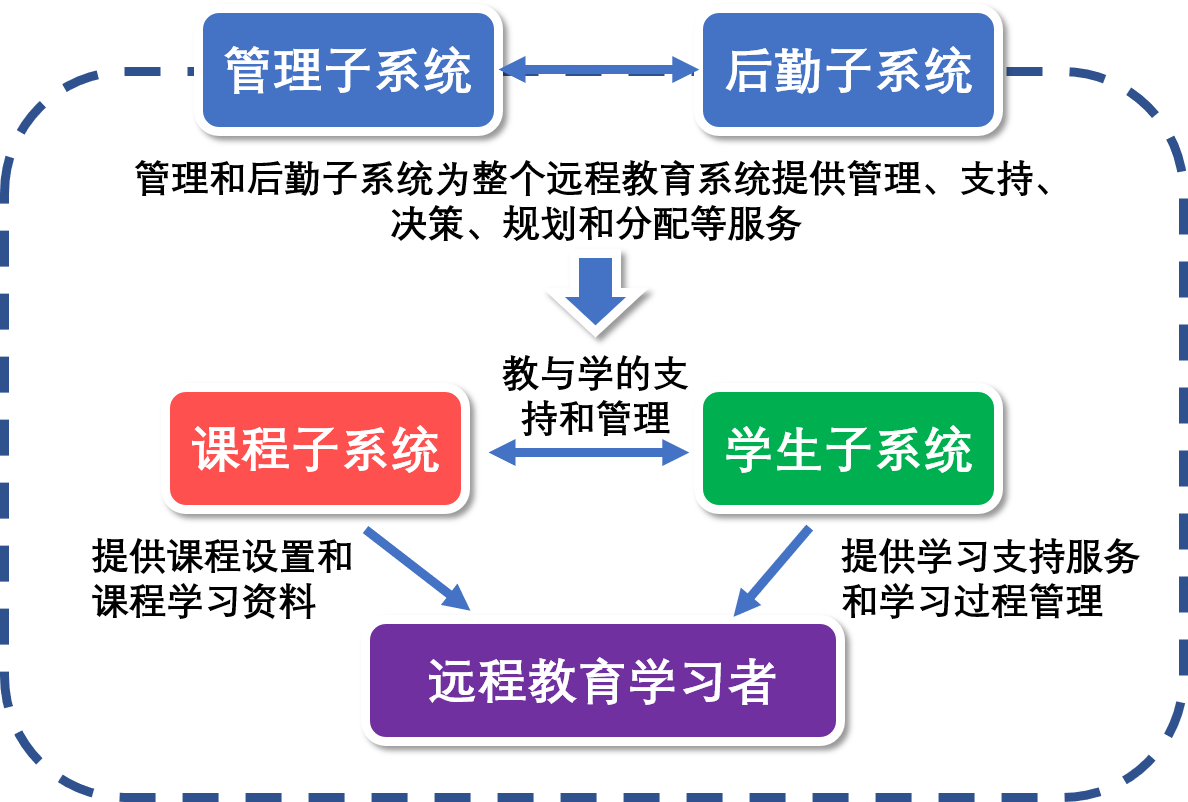 管理子系统
后勤子系统
管理和后勤子系统为整个远程教育系统提供管理、支持、
决策、规划和分配等服务
教与学的支
持和管理
课程子系统
学生子系统
提供课程设置和
课程学习资料
提供学习支持服务
和学习过程管理
远程教育学习者